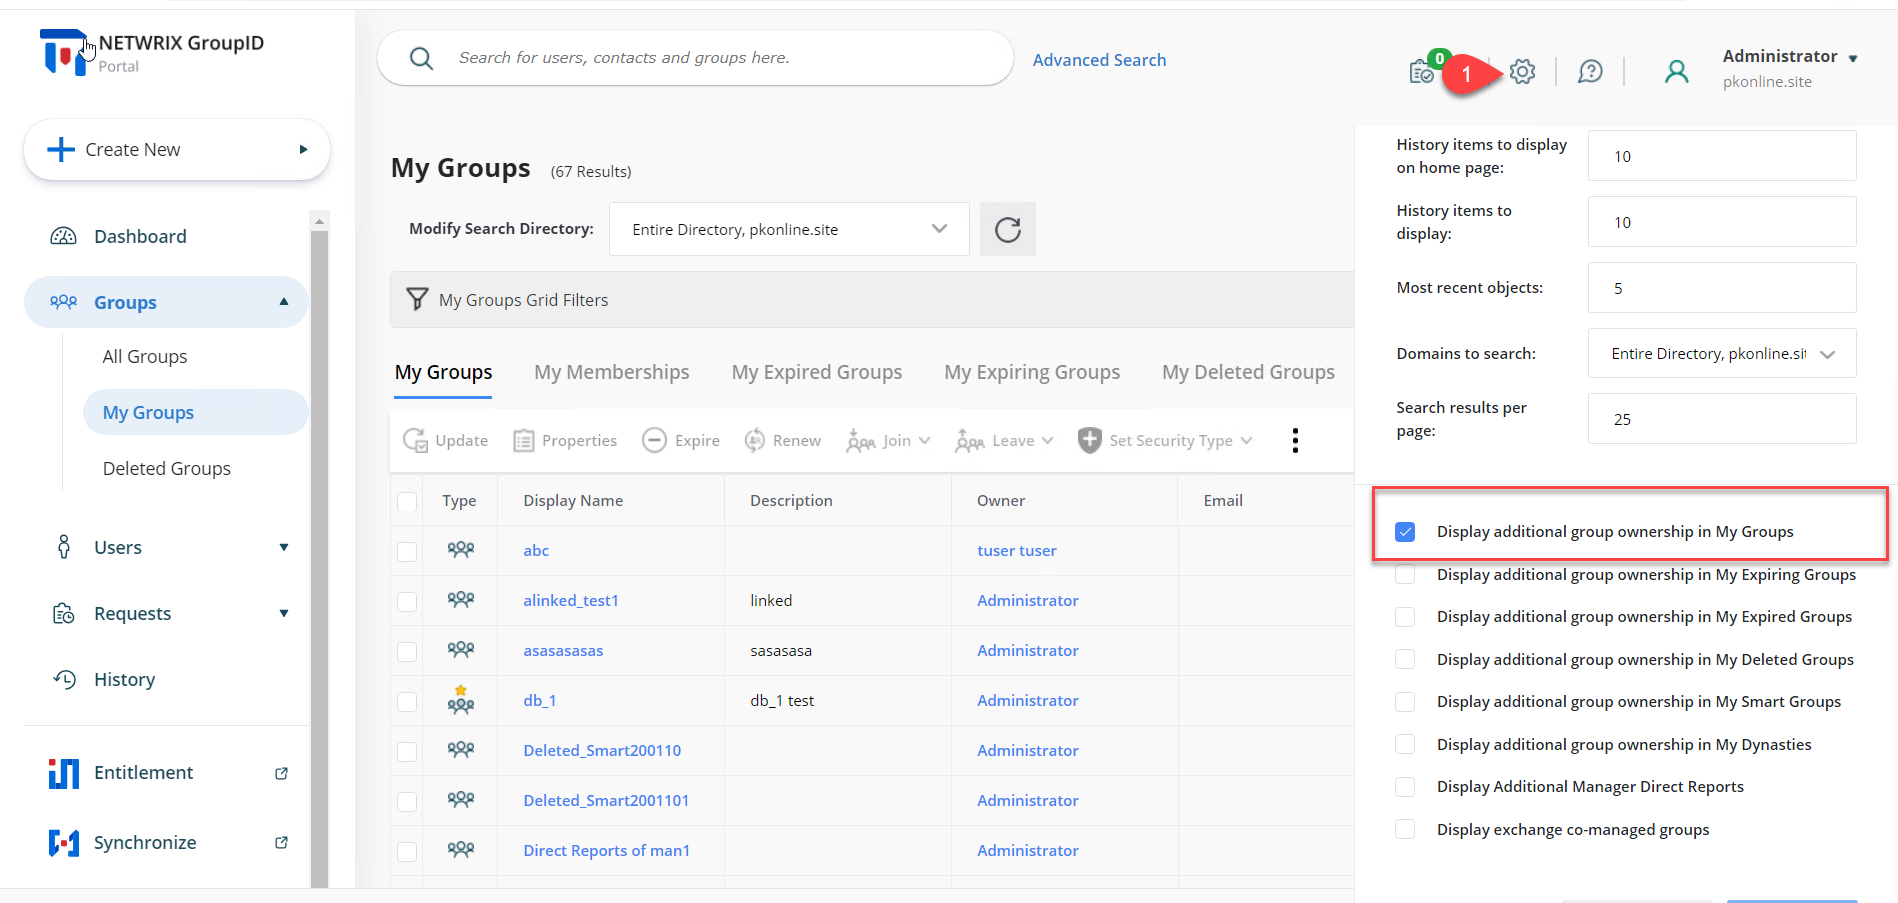 NETWRIX GroupID
Portal
Search for users, contacts and groups here.
Advanced Search
0
1
Administrator
pkonline.site
Create New
Dashboard
Groups
All Groups
My Groups
Deleted Groups
Users
Requests
History
Entitlement
Synchronize
My Groups (67 Results)
Modify Search Directory: Entire Directory, pkonline.site
My Groups Grid Filters
My Groups My Memberships My Expired Groups My Expiring Groups My Deleted Groups
Update Properties Expire Renew Join Leave Set Security Type
Type Display Name Description Owner Email
abc tuser tuser
alinked_test1 linked Administrator
asasasasas sasasasa Administrator
db_1 db_1 test Administrator
Deleted_Smart200110 Administrator
Deleted_Smart2001101 Administrator
Direct Reports of man1 Administrator
History items to display
on home page:
10
History items to
display:
10
Most recent objects: 5
Domains to search: Entire Directory, pkonline.si
Search results per
page:
25
Display additional group ownership in My Groups
Display additional group ownership in My Expiring Groups
Display additional group ownership in My Expired Groups
Display additional group ownership in My Deleted Groups
Display additional group ownership in My Smart Groups
Display additional group ownership in My Dynasties
Display Additional Manager Direct Reports
Display exchange co-managed groups